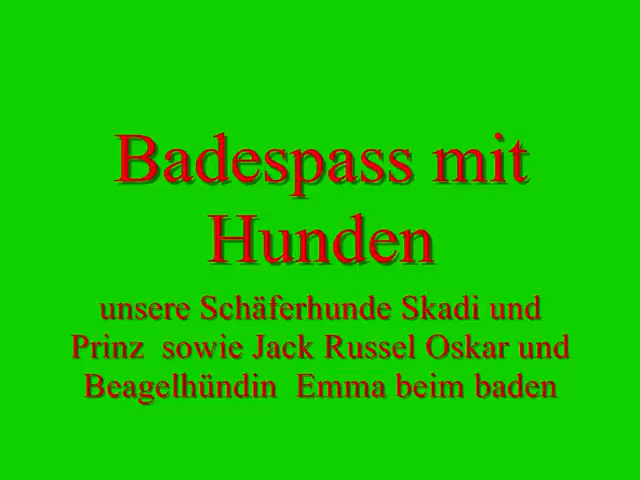 Badespass mit
Hunden
unsere Schäferhunde Skadi und
Prinz  sowie Jack Russel Oskar und
Beagelhündin  Emma beim baden